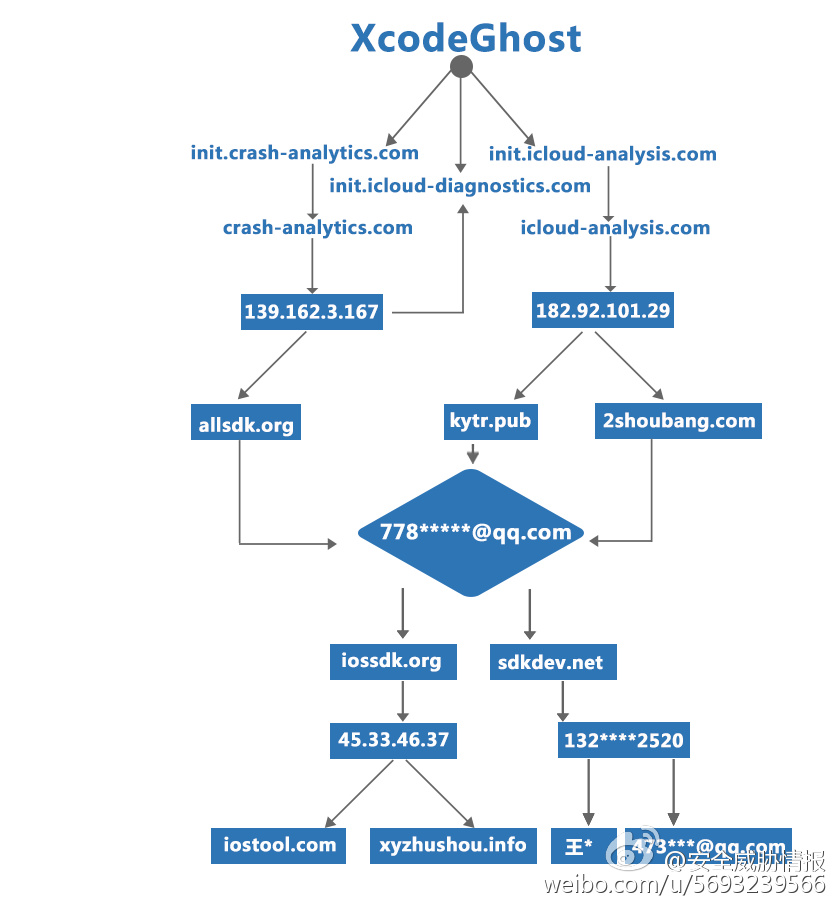 XcodeGhost
init.crash-analytics.com
init.icloud-analysis.com
init.icloud-diagnostics.com
crash-analytics.com
icloud-analysis.com
139.162.3.167
182.92.101.29
allsdk.org
kytr.pub
2shoubang.com
778*****@qq.com
iossdk.org
sdkdev.net
45.33.46.37
132****2520
iostool.com
xyzhushou.info
王*
473***@qq.com
@安全威胁情报
weibo.com/u/5693239566